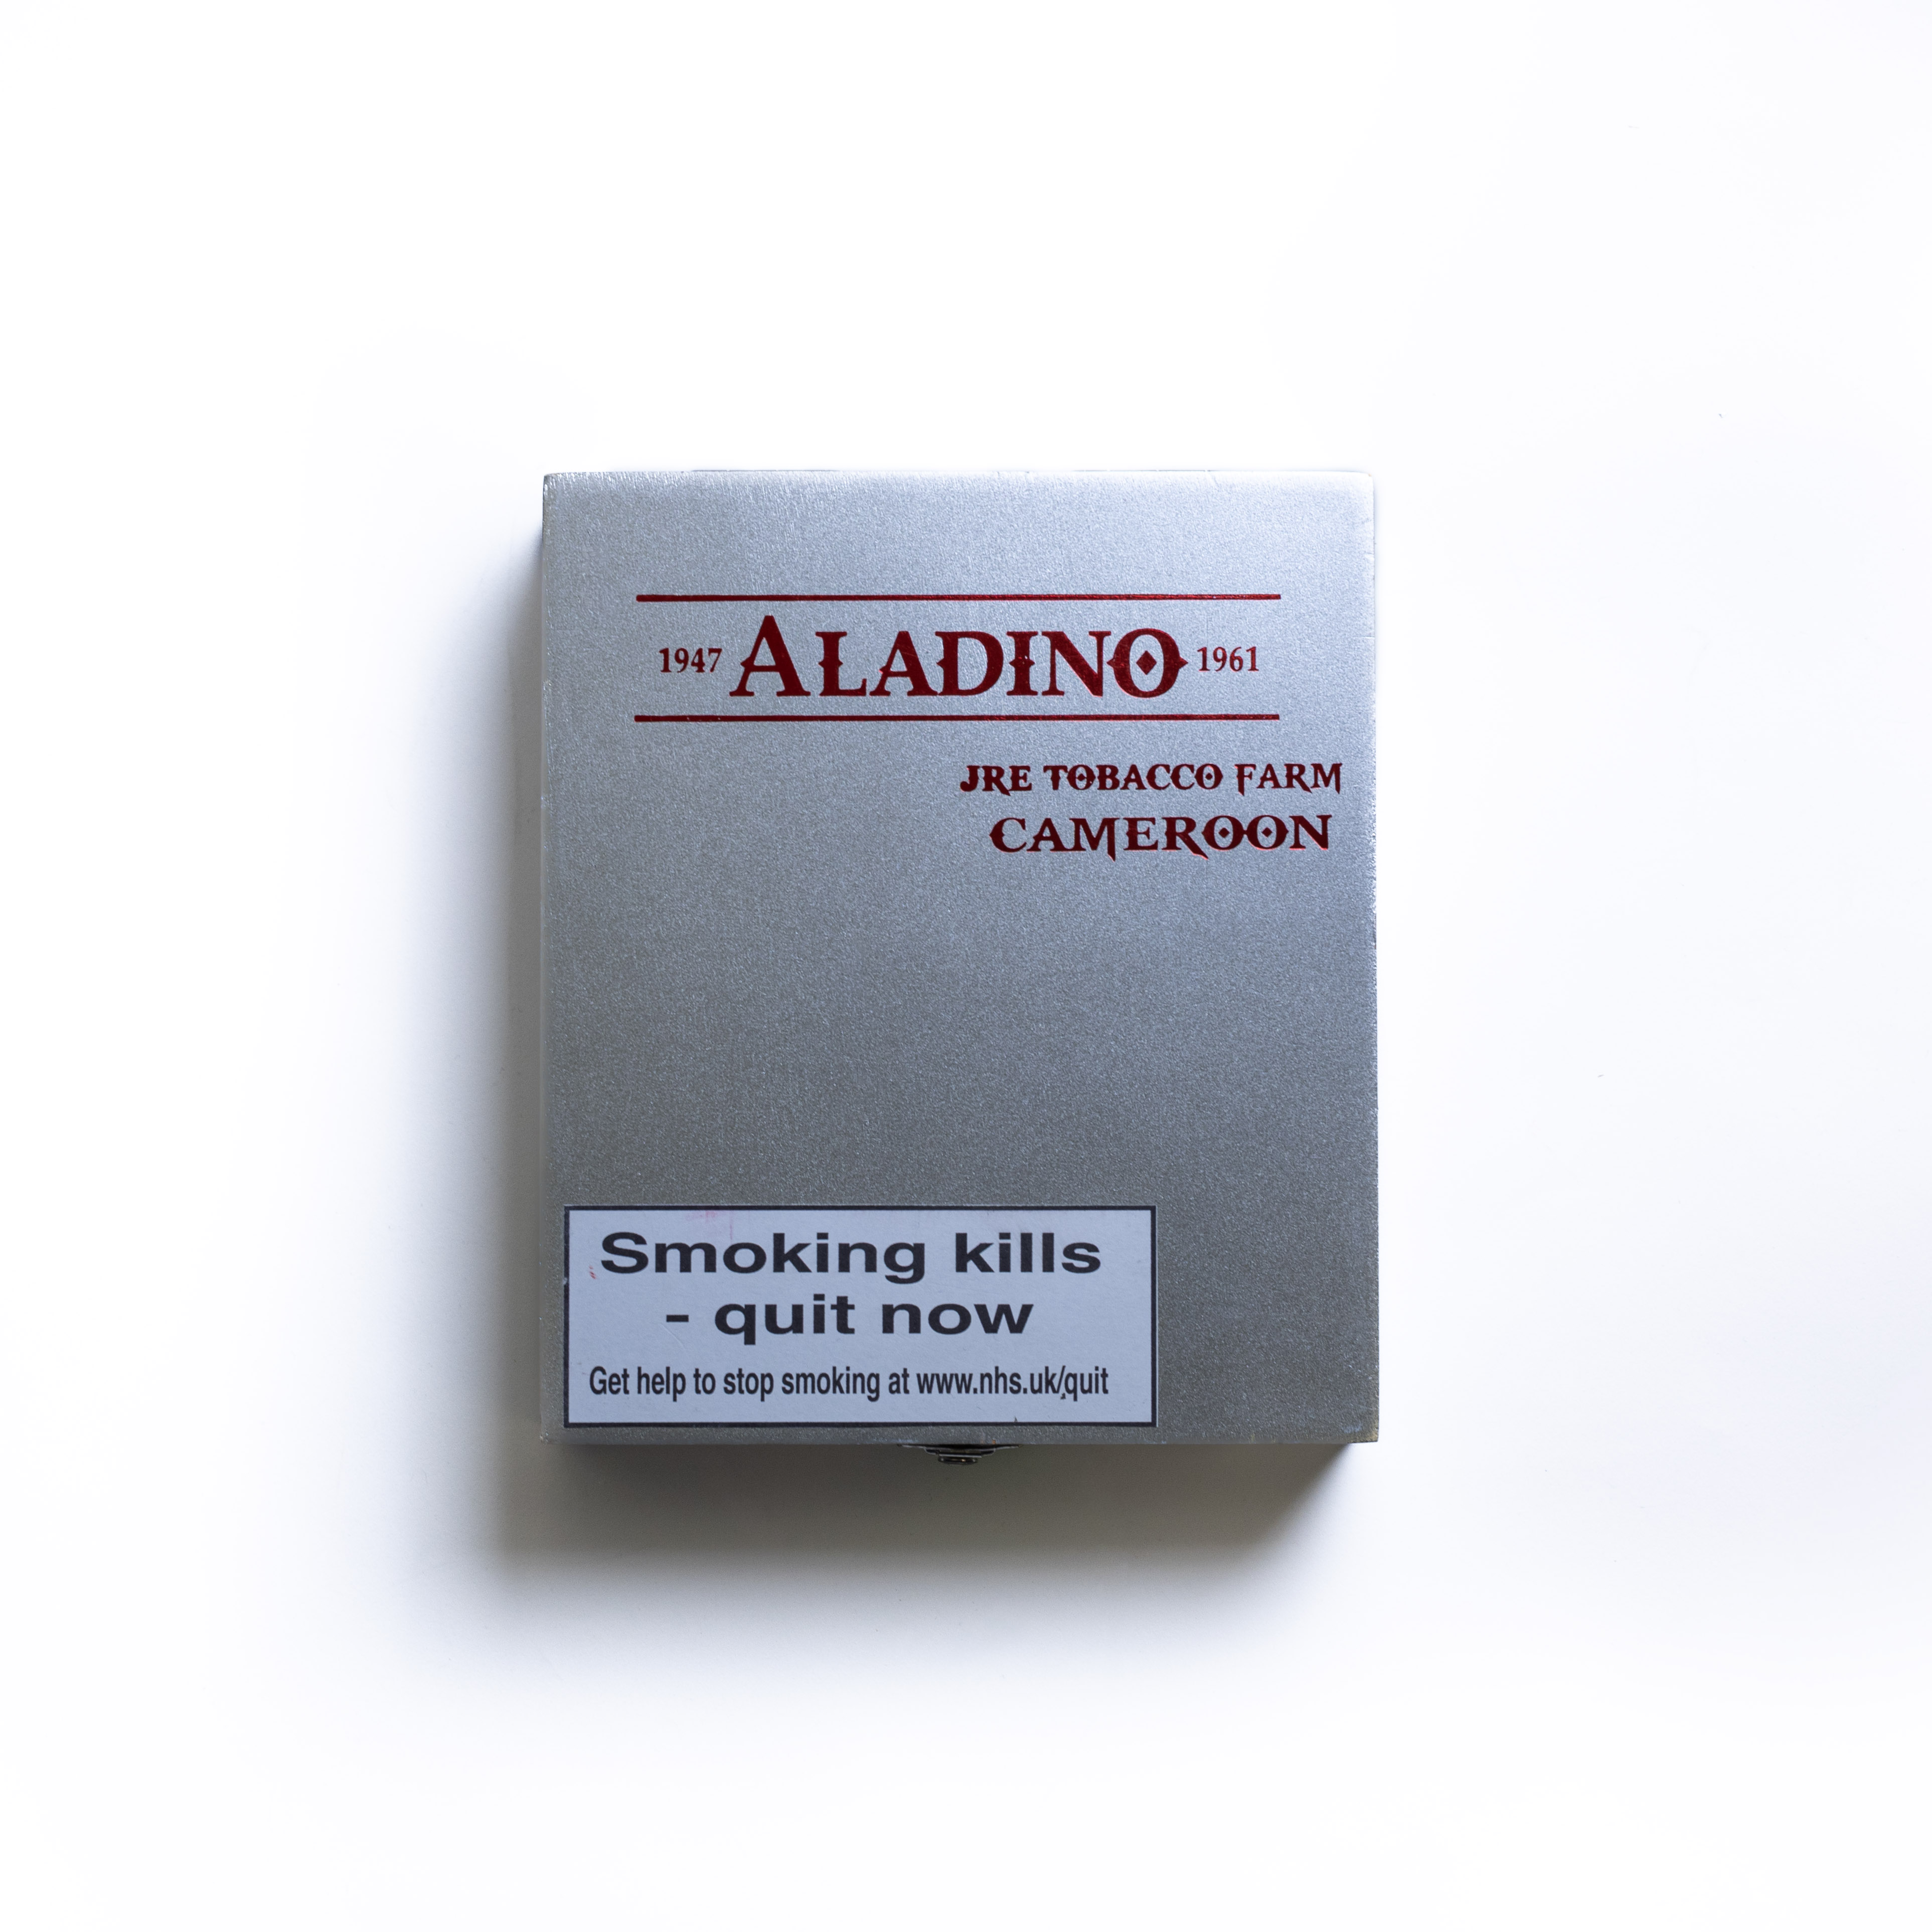 1947 ALADINO 1961
JRE TOBACCO FARM
CAMEROON
Smoking kills
- quit now
Get help to stop smoking at www.nhs.uk/quit